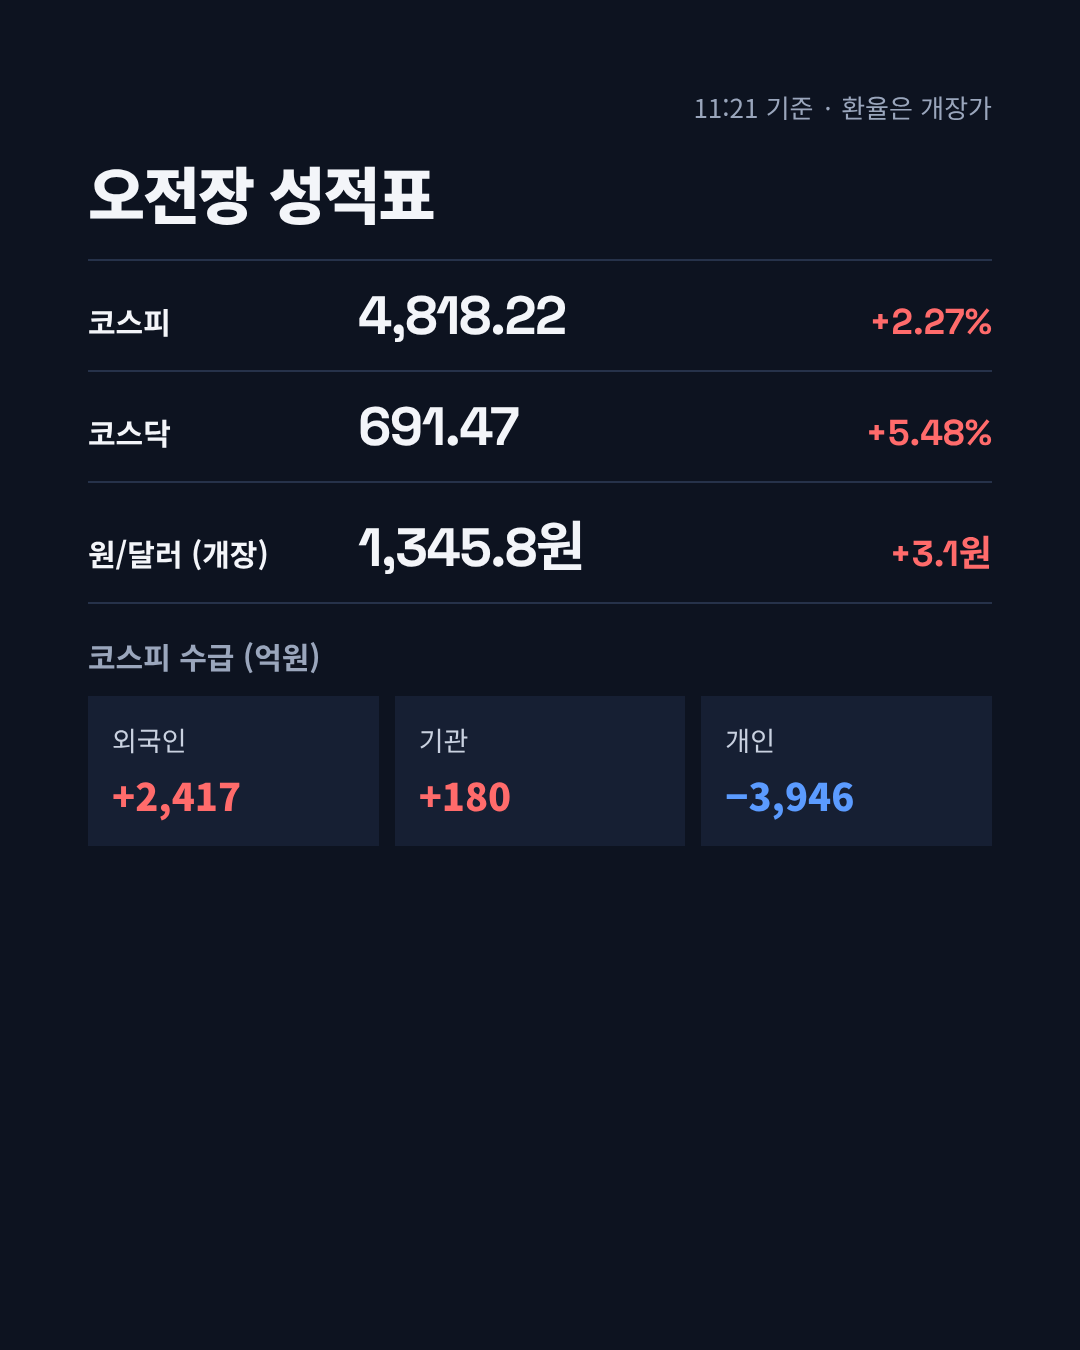 11:21 기준 · 환율은 개장가
오전장 성적표
코스피 4,818.22 +2.27%
코스닥 691.47 +5.48%
원/달러 (개장) 1,345.8원 +3.1원
코스피 수급 (억원)
외국인 기관 개인
+2,417 +180 −3,946